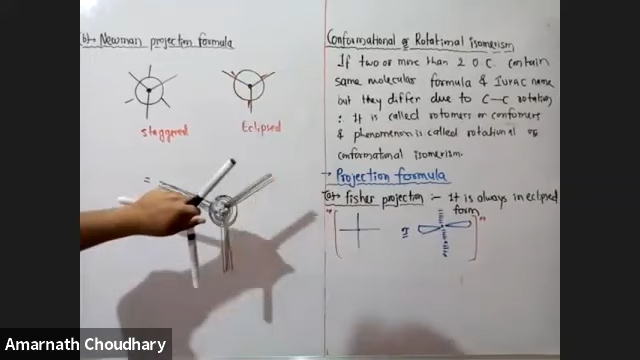 (b)→ Newman projection formula
staggered
Eclipsed
=
Conformational or Rotational isomerism
If two or more than 2 O.C. contain
same molecular formula & IUPAC name
but they differ due to C–C rotation
: It is called rotomers or confomers
& phenomenon is called rotational or
conformational isomerism.
→ Projection formula
(a)→ fisher projection :- It is always in eclipsed
form
Amarnath Choudhary